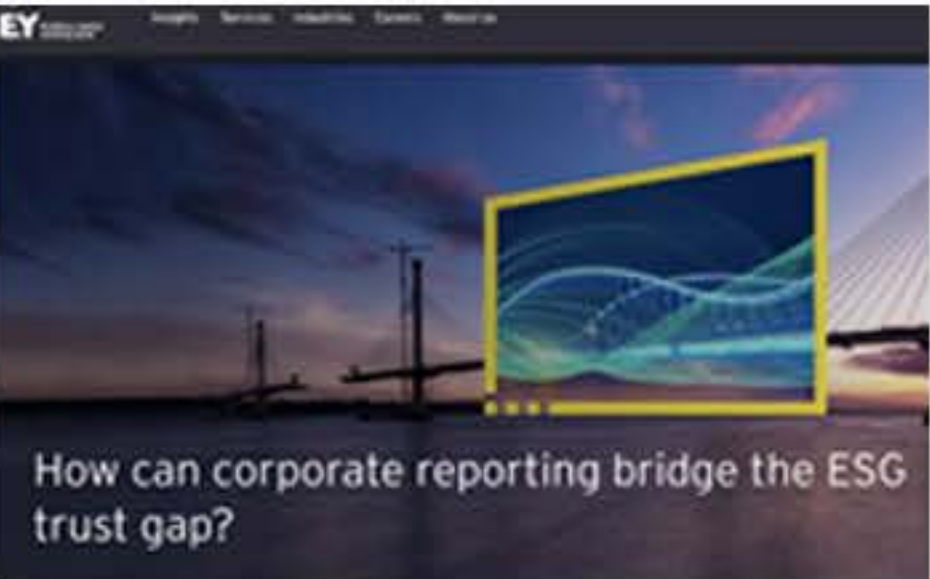 EY
Insights Services Industries Careers About us
How can corporate reporting bridge the ESG
trust gap?